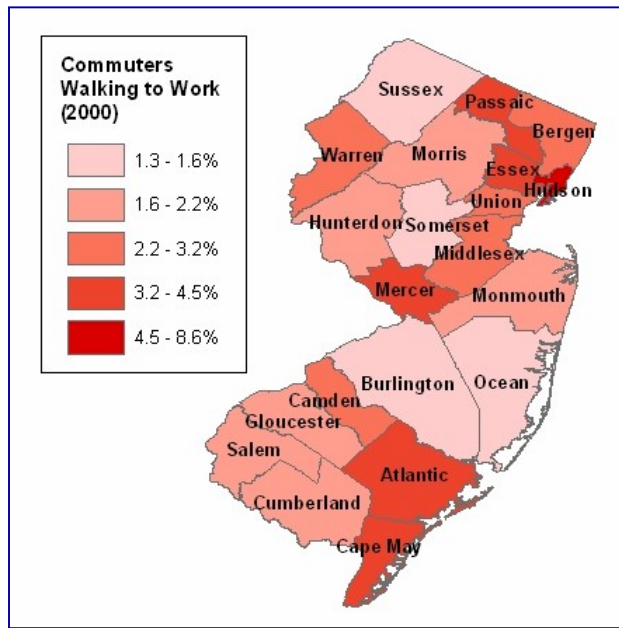 Commuters
Walking to Work
(2000)
1.3 - 1.6%
1.6 - 2.2%
2.2 - 3.2%
3.2 - 4.5%
4.5 - 8.6%
Sussex
Passaic
Bergen
Warren
Morris
Essex
Hudson
Union
Hunterdon
Somerset
Middlesex
Mercer
Monmouth
Burlington
Ocean
Camden
Gloucester
Salem
Atlantic
Cumberland
Cape May